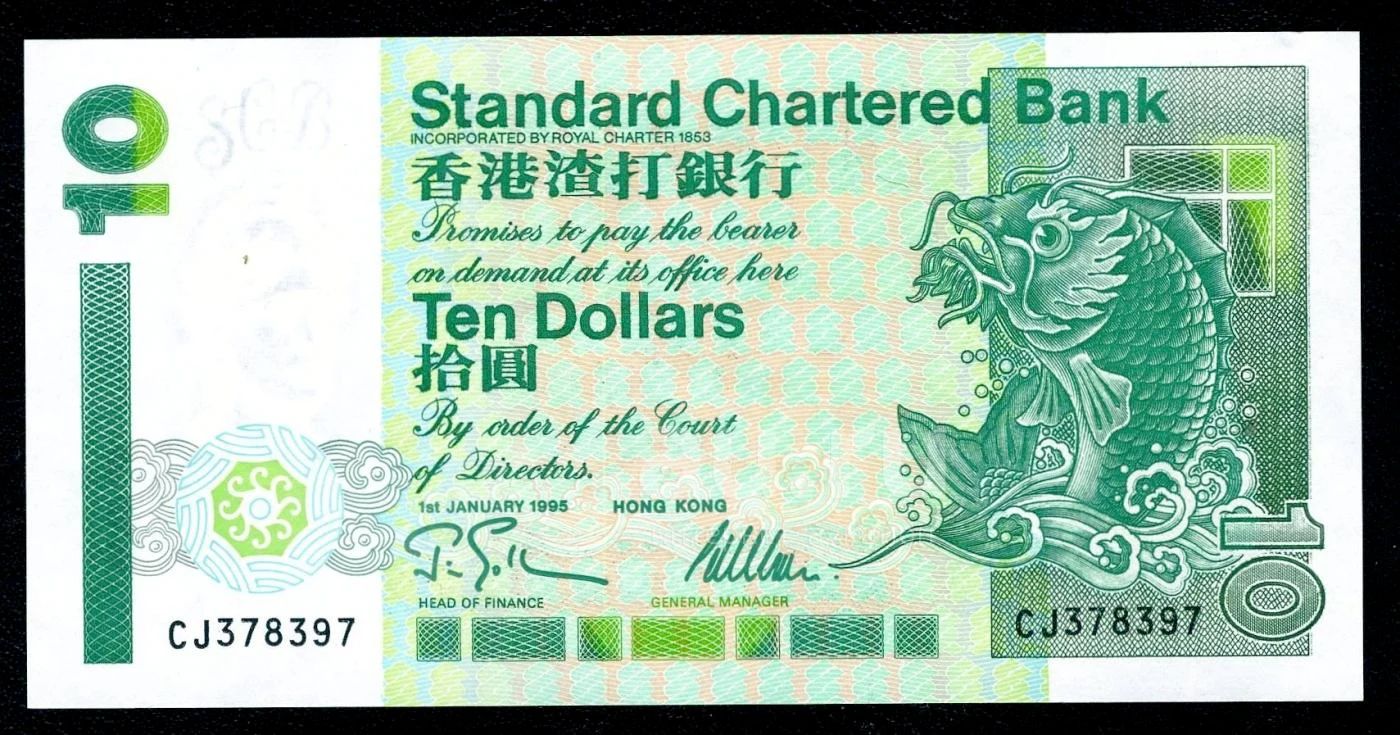 10
Standard Chartered Bank
INCORPORATED BY ROYAL CHARTER 1853
香港渣打銀行
Promises to pay the bearer
on demand at its office here
Ten Dollars
拾圓
By order of the Court
of Directors.
1st JANUARY 1995 HONG KONG
HEAD OF FINANCE GENERAL MANAGER
CJ378397
CJ378397
10